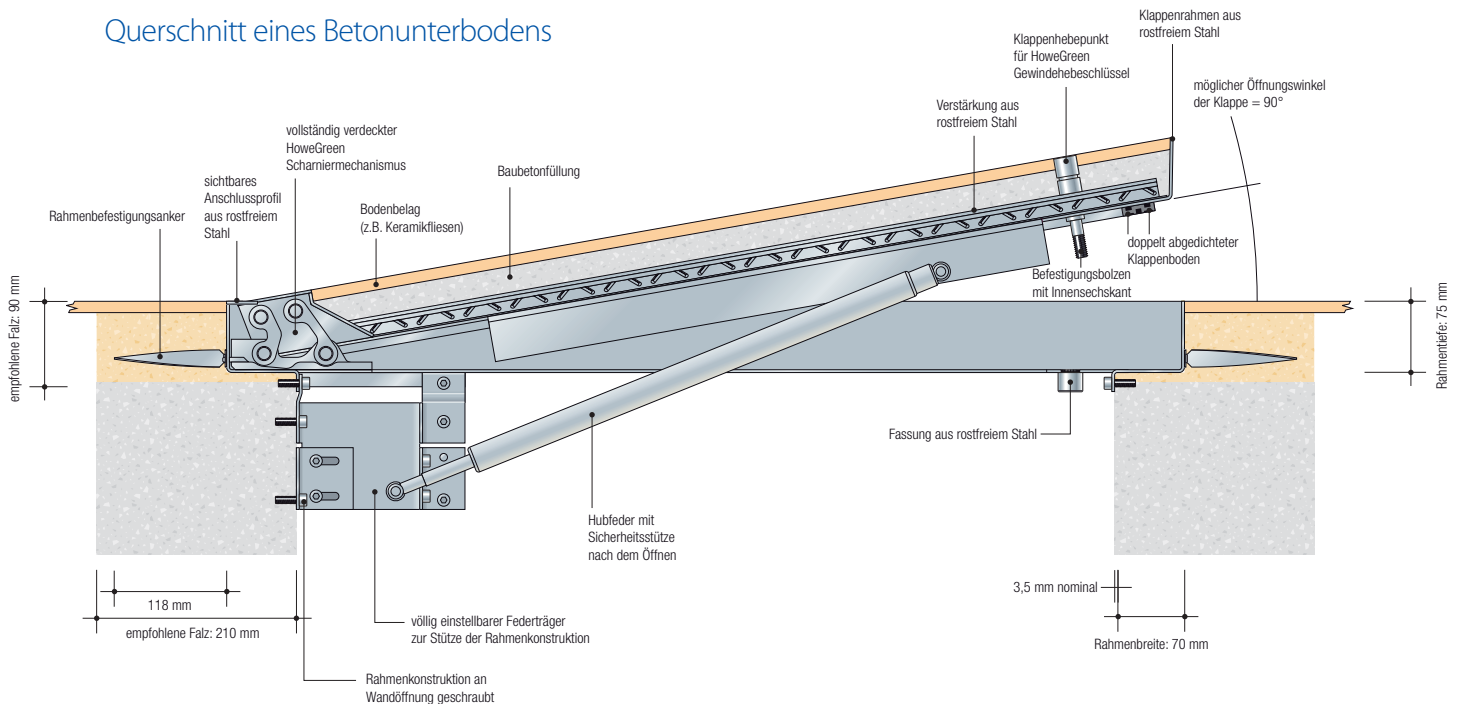 Querschnitt eines Betonunterbodens
Klappenrahmen aus
rostfreiem Stahl
Klappenhebepunkt
für HoweGreen
Gewindehebeschlüssel
möglicher Öffnungswinkel
der Klappe = 90°
Verstärkung aus
rostfreiem Stahl
vollständig verdeckter
HoweGreen
Scharniermechanismus
Baubetonfüllung
sichtbares
Anschlussprofil
aus rostfreiem
Stahl
Rahmenbefestigungsanker
Bodenbelag
(z.B. Keramikfliesen)
doppelt abgedichteter
Klappenboden
Befestigungsbolzen
mit Innensechskant
empfohlene Falz: 90 mm
Rahmentiefe: 75 mm
Fassung aus rostfreiem Stahl
Hubfeder mit
Sicherheitsstütze
nach dem Öffnen
3,5 mm nominal
118 mm
empfohlene Falz: 210 mm
völlig einstellbarer Federträger
zur Stütze der Rahmenkonstruktion
Rahmenbreite: 70 mm
Rahmenkonstruktion an
Wandöffnung geschraubt